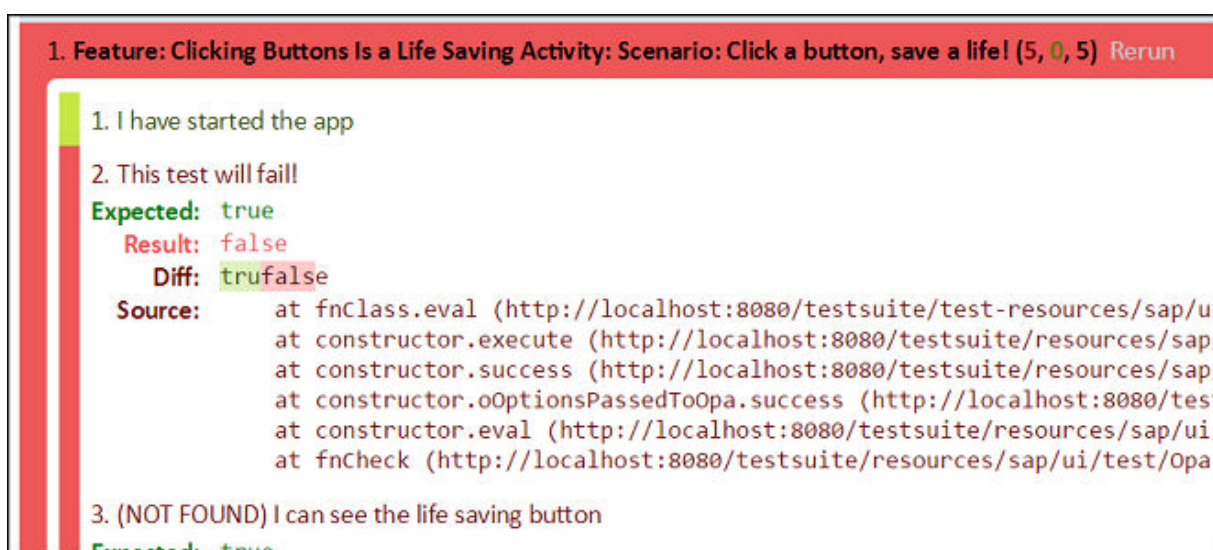 1. Feature: Clicking Buttons Is a Life Saving Activity: Scenario: Click a button, save a life! (5, 0, 5) Rerun
1. I have started the app
2. This test will fail!
Expected: true
Result: false
Diff: trufalse
Source: at fnClass.eval (http://localhost:8080/testsuite/test-resources/sap/u
at constructor.execute (http://localhost:8080/testsuite/resources/sap
at constructor.success (http://localhost:8080/testsuite/resources/sap
at constructor.oOptionsPassedToOpa.success (http://localhost:8080/tes
at constructor.eval (http://localhost:8080/testsuite/resources/sap/ui
at fnCheck (http://localhost:8080/testsuite/resources/sap/ui/test/Opa
3. (NOT FOUND) I can see the life saving button
Expected: true